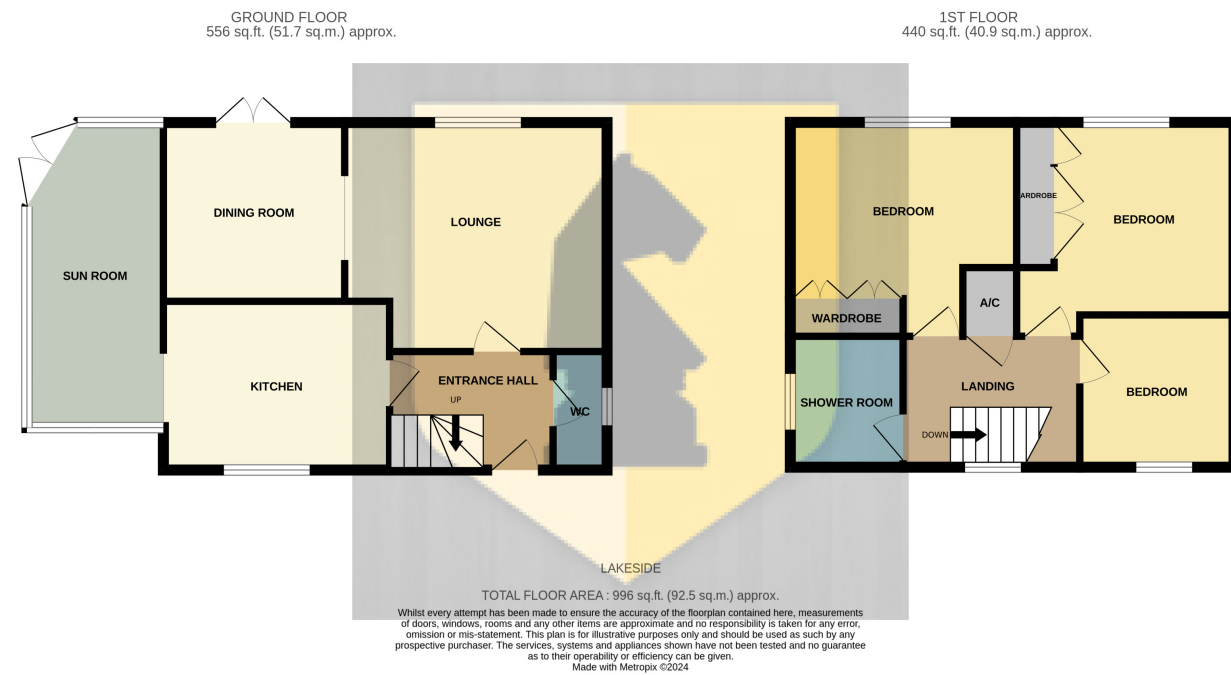 GROUND FLOOR
556 sq.ft. (51.7 sq.m.) approx.
1ST FLOOR
440 sq.ft. (40.9 sq.m.) approx.
DINING ROOM
LOUNGE
SUN ROOM
KITCHEN
ENTRANCE HALL
UP
WC
BEDROOM
ARDROBE
BEDROOM
A/C
WARDROBE
SHOWER ROOM
LANDING
BEDROOM
DOWN
LAKESIDE
TOTAL FLOOR AREA : 996 sq.ft. (92.5 sq.m.) approx.
Whilst every attempt has been made to ensure the accuracy of the floorplan contained here, measurements
of doors, windows, rooms and any other items are approximate and no responsibility is taken for any error,
omission or mis-statement. This plan is for illustrative purposes only and should be used as such by any
prospective purchaser. The services, systems and appliances shown have not been tested and no guarantee
as to their operability or efficiency can be given.
Made with Metropix ©2024